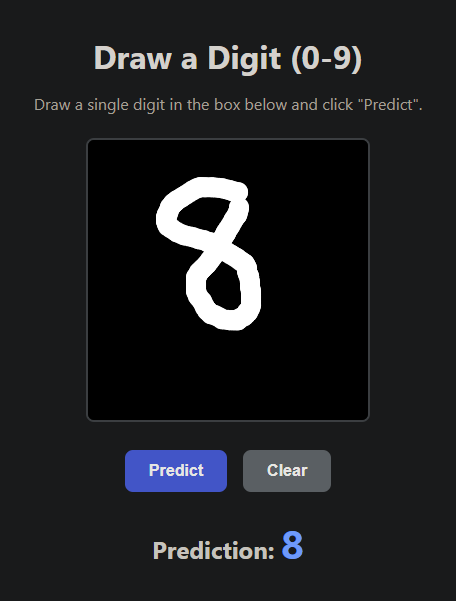 Draw a Digit (0-9)
Draw a single digit in the box below and click "Predict".
8
Predict Clear
Prediction: 8